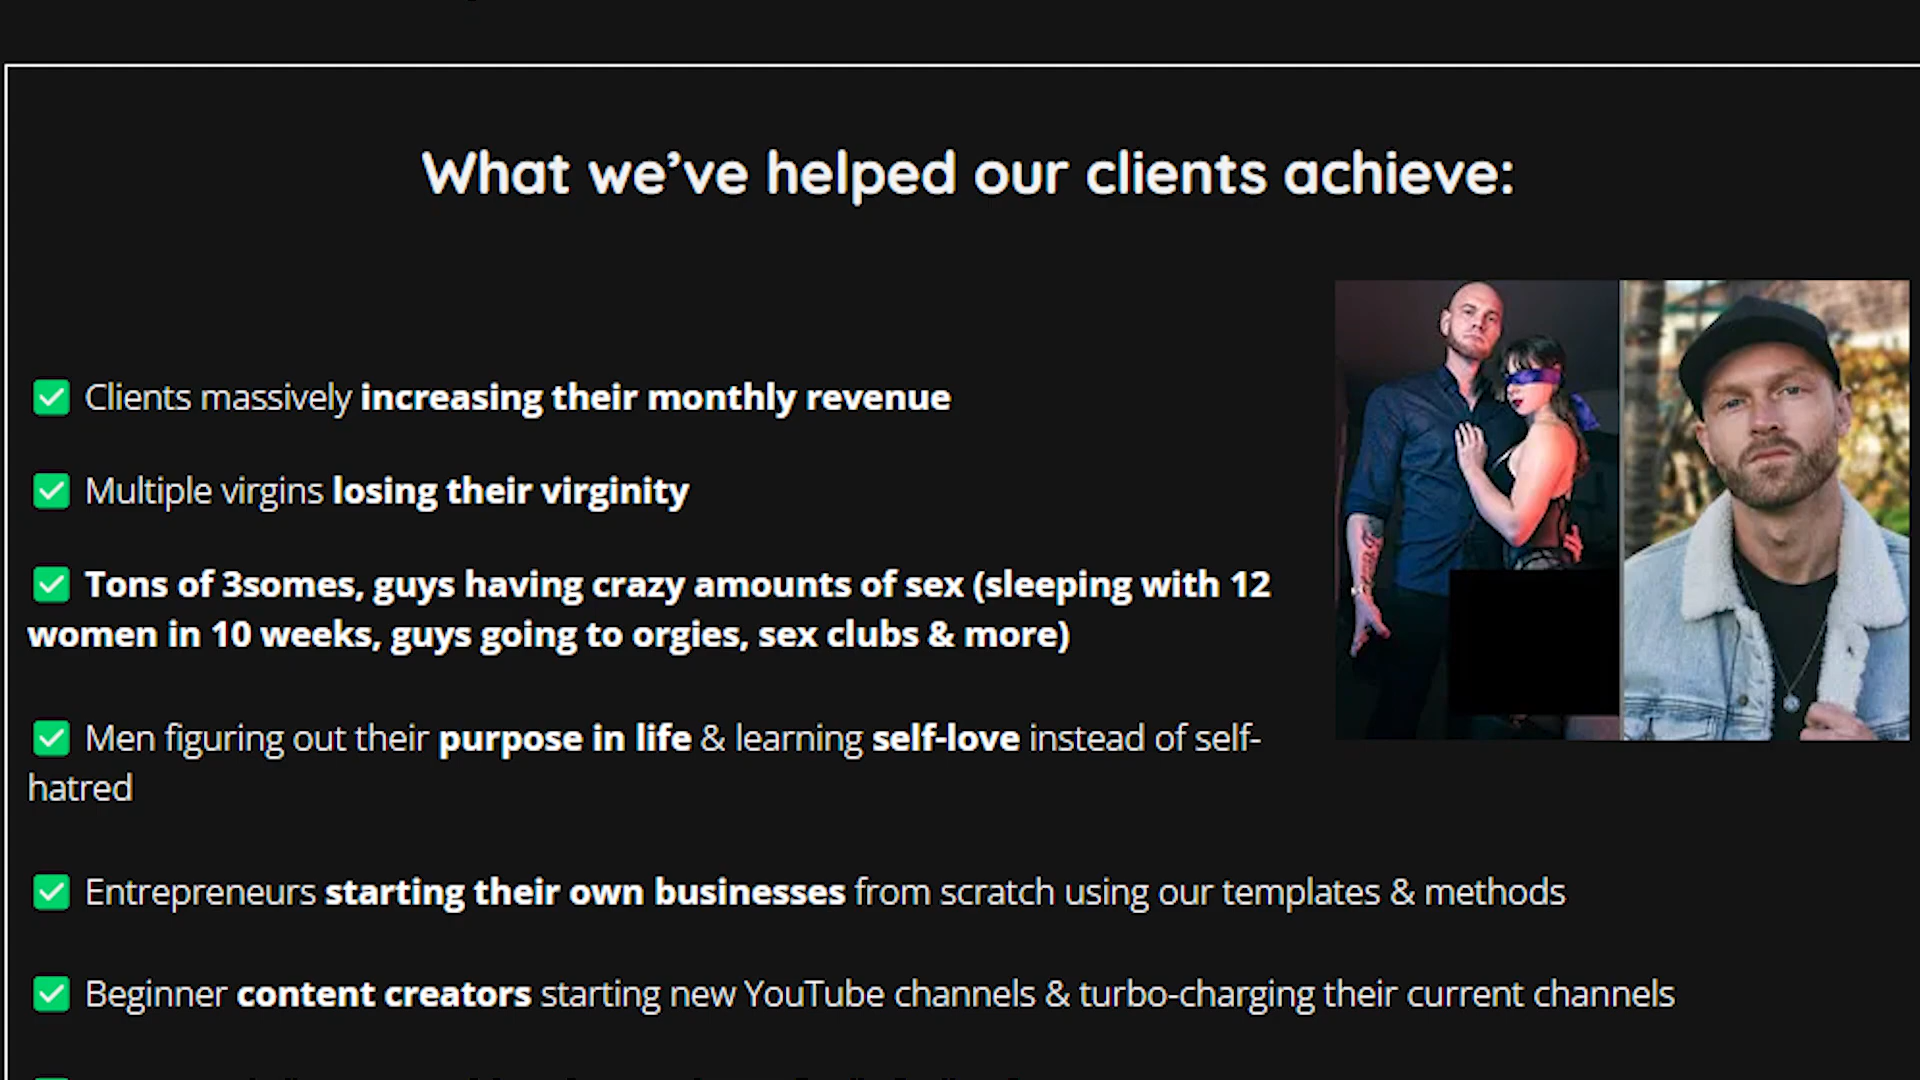 What we’ve helped our clients achieve:
✅ Clients massively increasing their monthly revenue
✅ Multiple virgins losing their virginity
✅ Tons of 3somes, guys having crazy amounts of sex (sleeping with 12
women in 10 weeks, guys going to orgies, sex clubs & more)
✅ Men figuring out their purpose in life & learning self-love instead of self-
hatred
✅ Entrepreneurs starting their own businesses from scratch using our templates & methods
✅ Beginner content creators starting new YouTube channels & turbo-charging their current channels